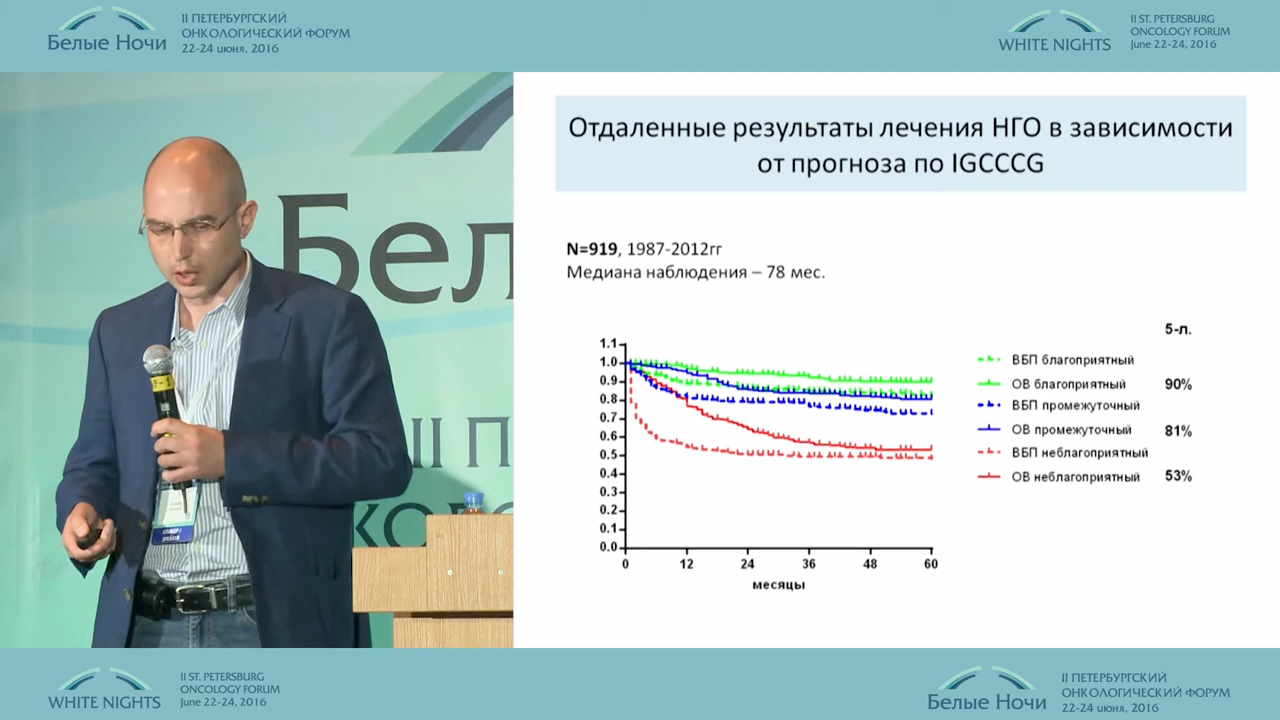 II ПЕТЕРБУРГСКИЙ
ОНКОЛОГИЧЕСКИЙ ФОРУМ
22-24 июня, 2016
Белые Ночи
WHITE NIGHTS
II ST. PETERSBURG
ONCOLOGY FORUM
June 22-24, 2016
Бел
Отдаленные результаты лечения НГО в зависимости
от прогноза по IGCCCG
N=919, 1987-2012гг
Медиана наблюдения – 78 мес.
5-л.
ВБП благоприятный
ОВ благоприятный 90%
ВБП промежуточный
ОВ промежуточный 81%
ВБП неблагоприятный
ОВ неблагоприятный 53%
1.1
1.0
0.9
0.8
0.7
0.6
0.5
0.4
0.3
0.2
0.1
0.0
0 12 24 36 48 60
месяцы
WHITE NIGHTS
II ST. PETERSBURG
ONCOLOGY FORUM
June 22-24, 2016
Белые Ночи
II ПЕТЕРБУРГСКИЙ
ОНКОЛОГИЧЕСКИЙ ФОРУМ
22-24 июня, 2016